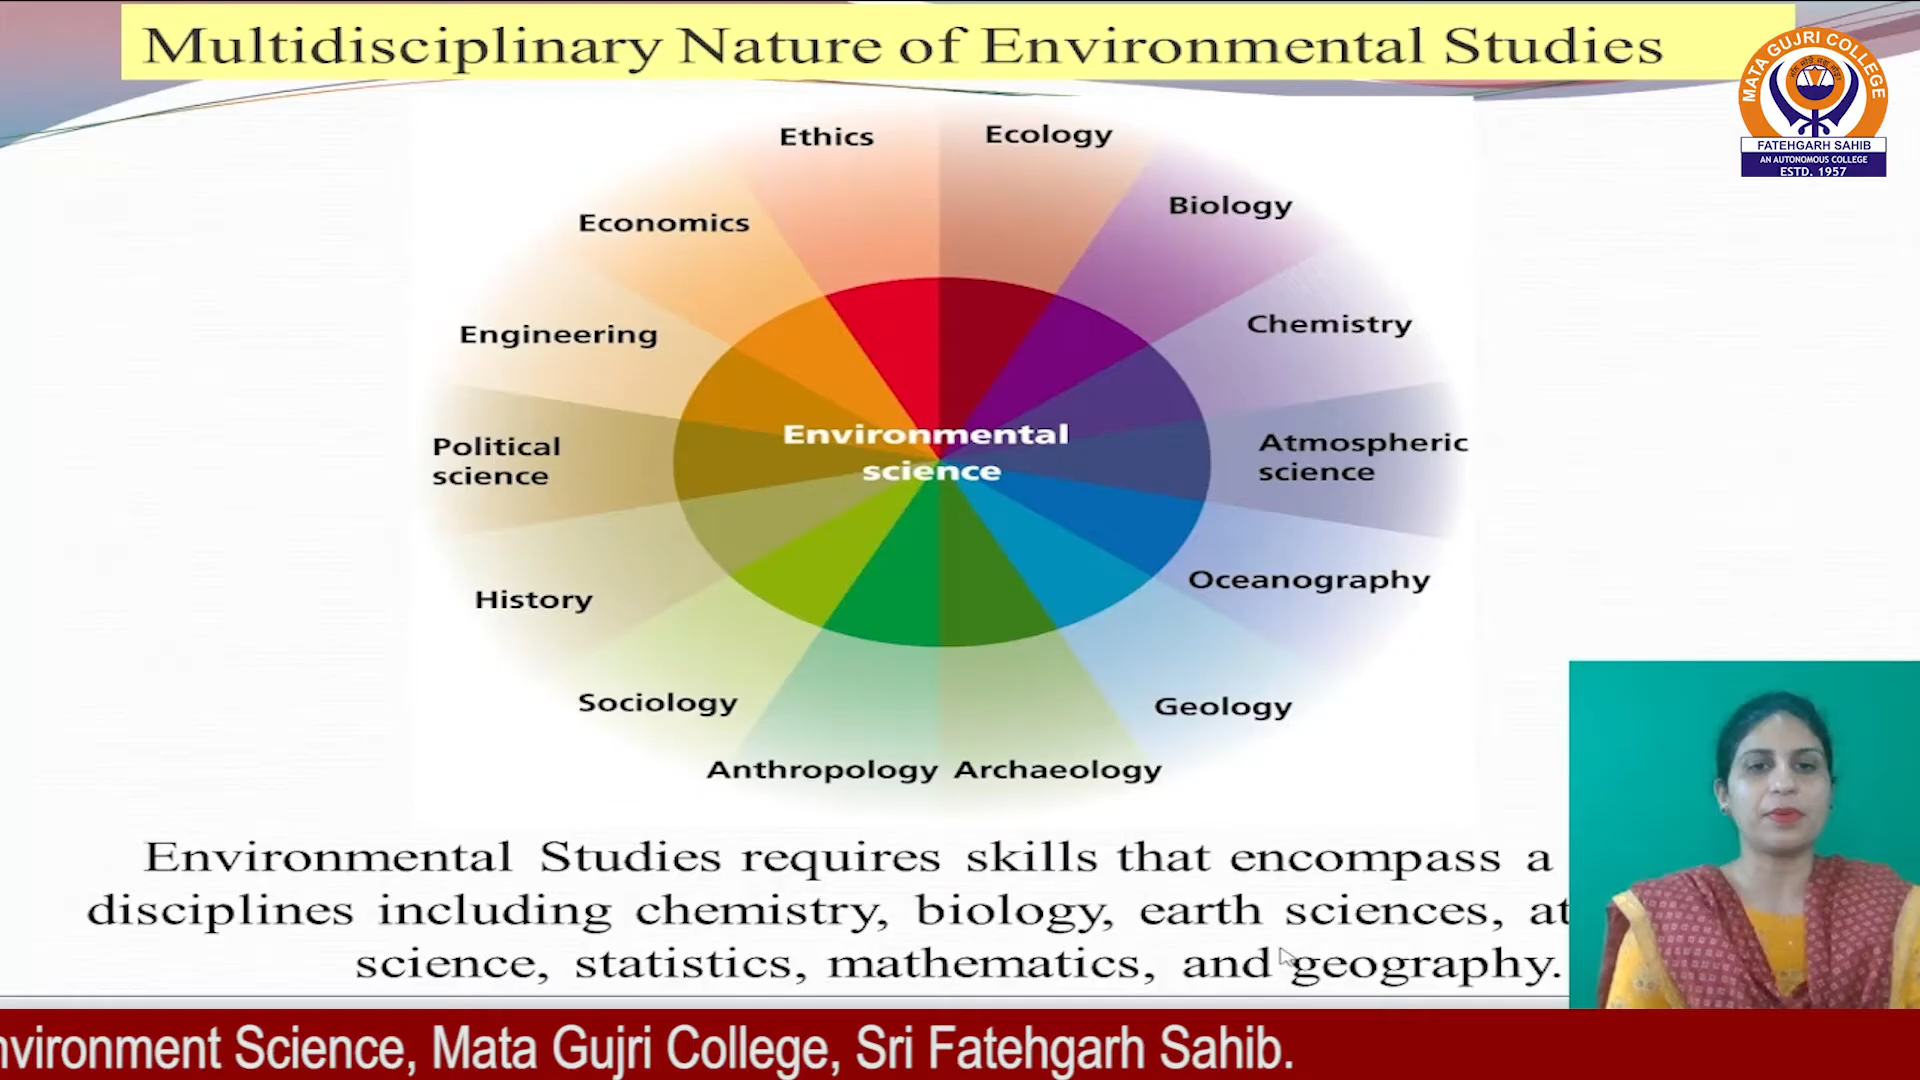 Multidisciplinary Nature of Environmental Studies
MATA GUJRI COLLEGE
FATEHGARH SAHIB
AN AUTONOMOUS COLLEGE
ESTD. 1957
Ethics
Ecology
Economics
Biology
Engineering
Chemistry
Environmental
science
Political
science
Atmospheric
science
History
Oceanography
Sociology
Geology
Anthropology
Archaeology
Environmental Studies requires skills that encompass a
disciplines including chemistry, biology, earth sciences, at
science, statistics, mathematics, and geography.
nvironment Science, Mata Gujri College, Sri Fatehgarh Sahib.